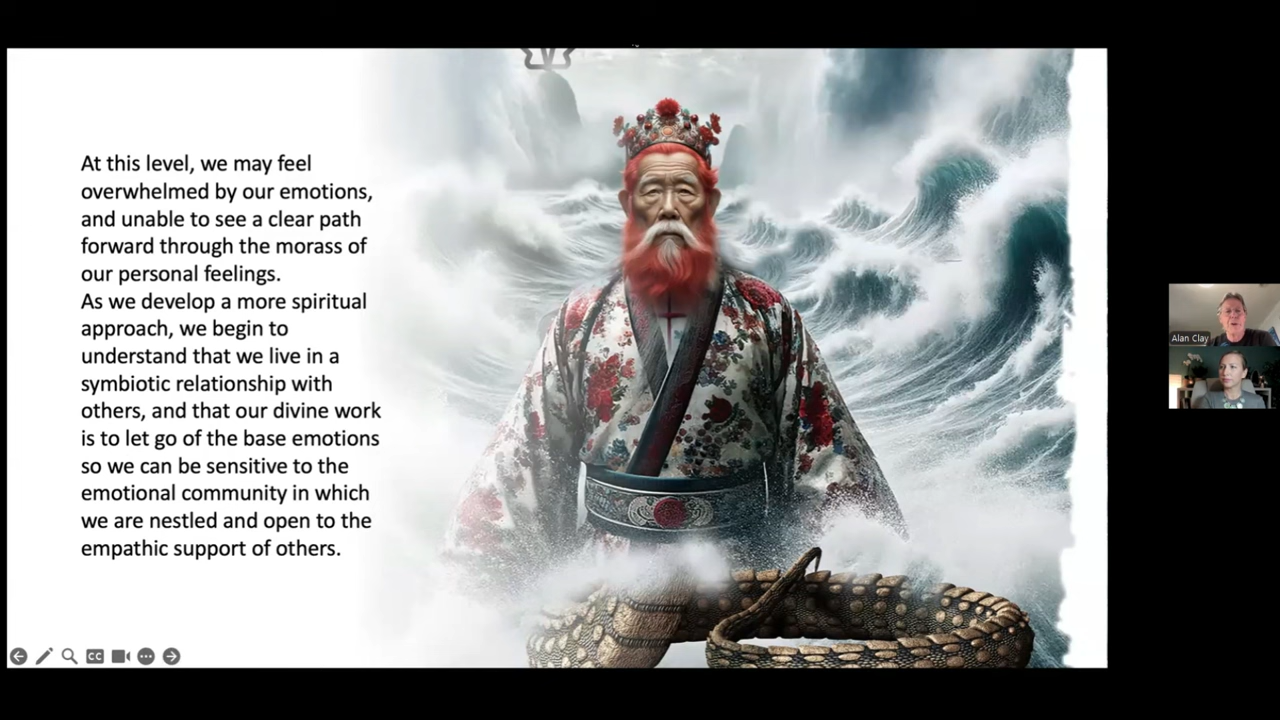 At this level, we may feel
overwhelmed by our emotions,
and unable to see a clear path
forward through the morass of
our personal feelings.
As we develop a more spiritual
approach, we begin to
understand that we live in a
symbiotic relationship with
others, and that our divine work
is to let go of the base emotions
so we can be sensitive to the
emotional community in which
we are nestled and open to the
empathic support of others.
Alan Clay
CC